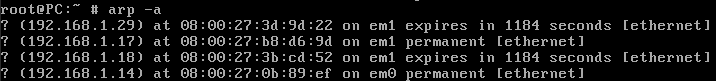 root@PC:~ # arp -a
? (192.168.1.29) at 08:00:27:3d:9d:22 on em1 expires in 1184 seconds [ethernet]
? (192.168.1.17) at 08:00:27:b8:d6:9d on em1 permanent [ethernet]
? (192.168.1.18) at 08:00:27:3b:cd:52 on em1 expires in 1184 seconds [ethernet]
? (192.168.1.14) at 08:00:27:0b:89:ef on em0 permanent [ethernet]